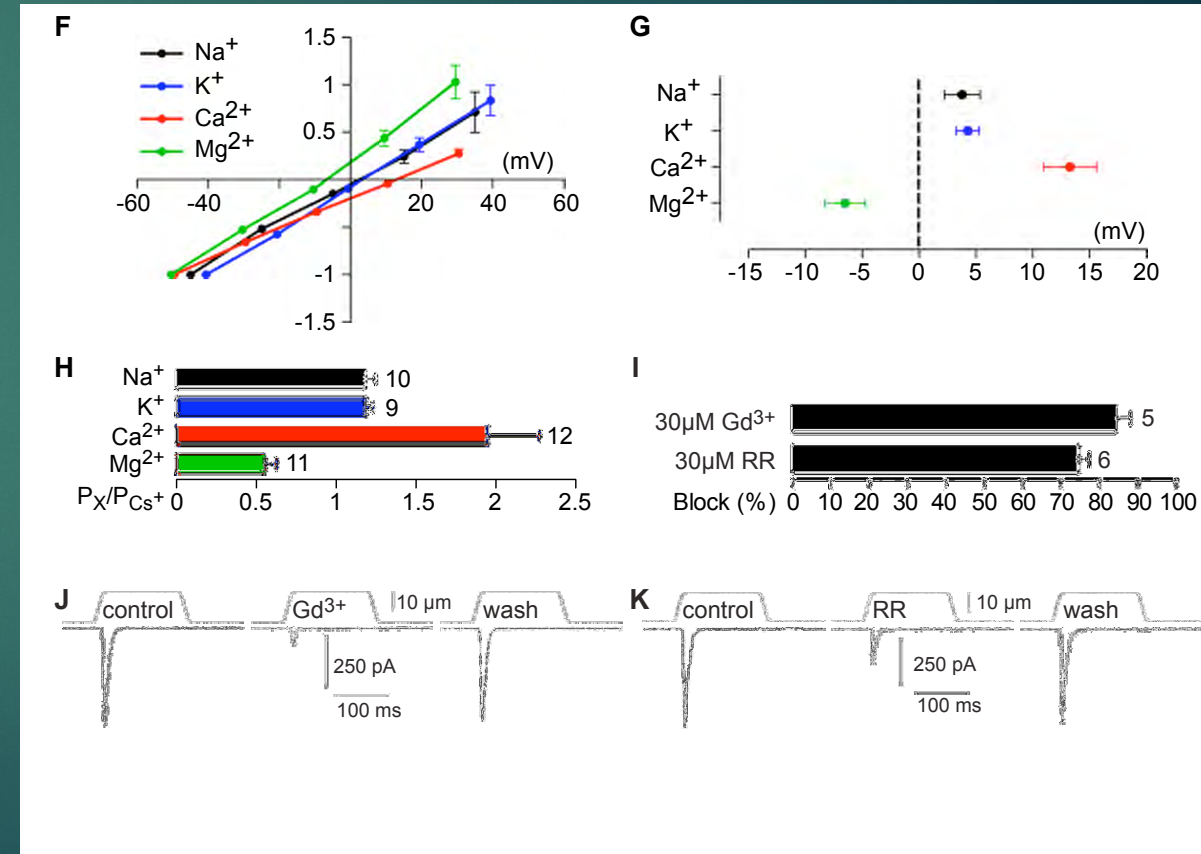 F
Na+
K+
Ca2+
Mg2+
1.5
1
0.5
-1
-1.5
(mV)
-60 -40 20 40 60
G
Na+
K+
Ca2+
Mg2+
(mV)
-15 -10 -5 0 5 10 15 20
H
Na+ 10
K+ 9
Ca2+ 12
Mg2+ 11
PX/PCs+ 0 0.5 1 1.5 2 2.5
I
30µM Gd3+ 5
30µM RR 6
Block (%) 0 10 20 30 40 50 60 70 80 90 100
J
control Gd3+ 10 µm wash
250 pA
100 ms
K
control RR 10 µm wash
250 pA
100 ms